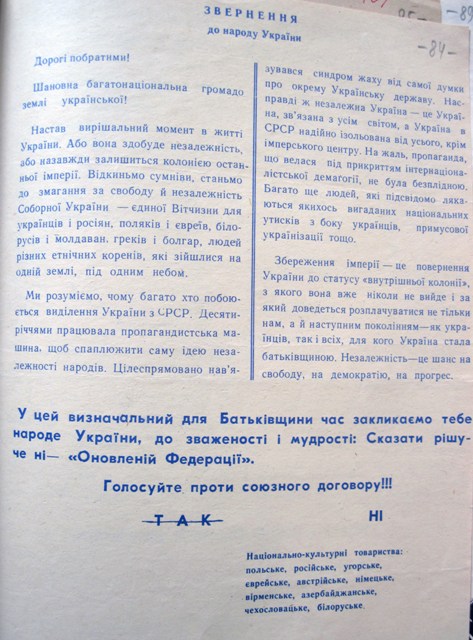 ЗВЕРНЕННЯ
до народу України
-84-
Дорогі побратими!
Шановна багатонаціональна громадо
землі української!
Настав вирішальний момент в житті
України. Або вона здобуде незалежність,
або назавжди залишиться колонією остан-
ньої імперії. Відкиньмо сумніви, станьмо
до змагання за свободу й незалежність
Соборної України — єдиної Вітчизни для
українців і росіян, поляків і євреїв, біло-
русів і молдаван, греків і болгар, людей
різних етнічних коренів, які зійшлися на
одній землі, під одним небом.
Ми розуміємо, чому багато хто побою-
ється виділення України з СРСР. Десяти-
річчями працювала пропагандистська ма-
шина, щоб спаплюжити саму ідею неза-
лежності народів. Цілеспрямовано нав'я-
зувався синдром жаху від самої думки
про окрему Українську державу. Нас-
правді ж незалежна Україна — це Украї-
на, зв'язана з усім світом, а Україна в
СРСР надійно ізольована від усього, крім
імперського центру. На жаль, пропаганда,
що велася під прикриттям інтернаціона-
лістської демагогії, не була безплідною.
Багато ще людей, які підсвідомо ляка-
ються якихось вигаданих національних
утисків з боку українців, примусової
українізації тощо.
Збереження імперії — це повернення
України до статусу «внутрішньої колонії»,
з якого вона вже ніколи не вийде і за
який доведеться розплачуватися не тільки
нам, а й наступним поколінням—як укра-
їнців, так і всіх, для кого Україна стала
батьківщиною. Незалежність—це шанс на
свободу, на демократію, на прогрес.
У цей визначальний для Батьківщини час закликаємо тебе
народе України, до зваженості і мудрості: Сказати рішу-
че ні— «Оновленій Федерації».
Голосуйте проти союзного договору!!!
ТАК НІ
Національно-культурні товариства:
польське, російське, угорське,
єврейське, австрійське, німецьке,
вірменське, азербайджанське,
чехословацьке, білоруське.